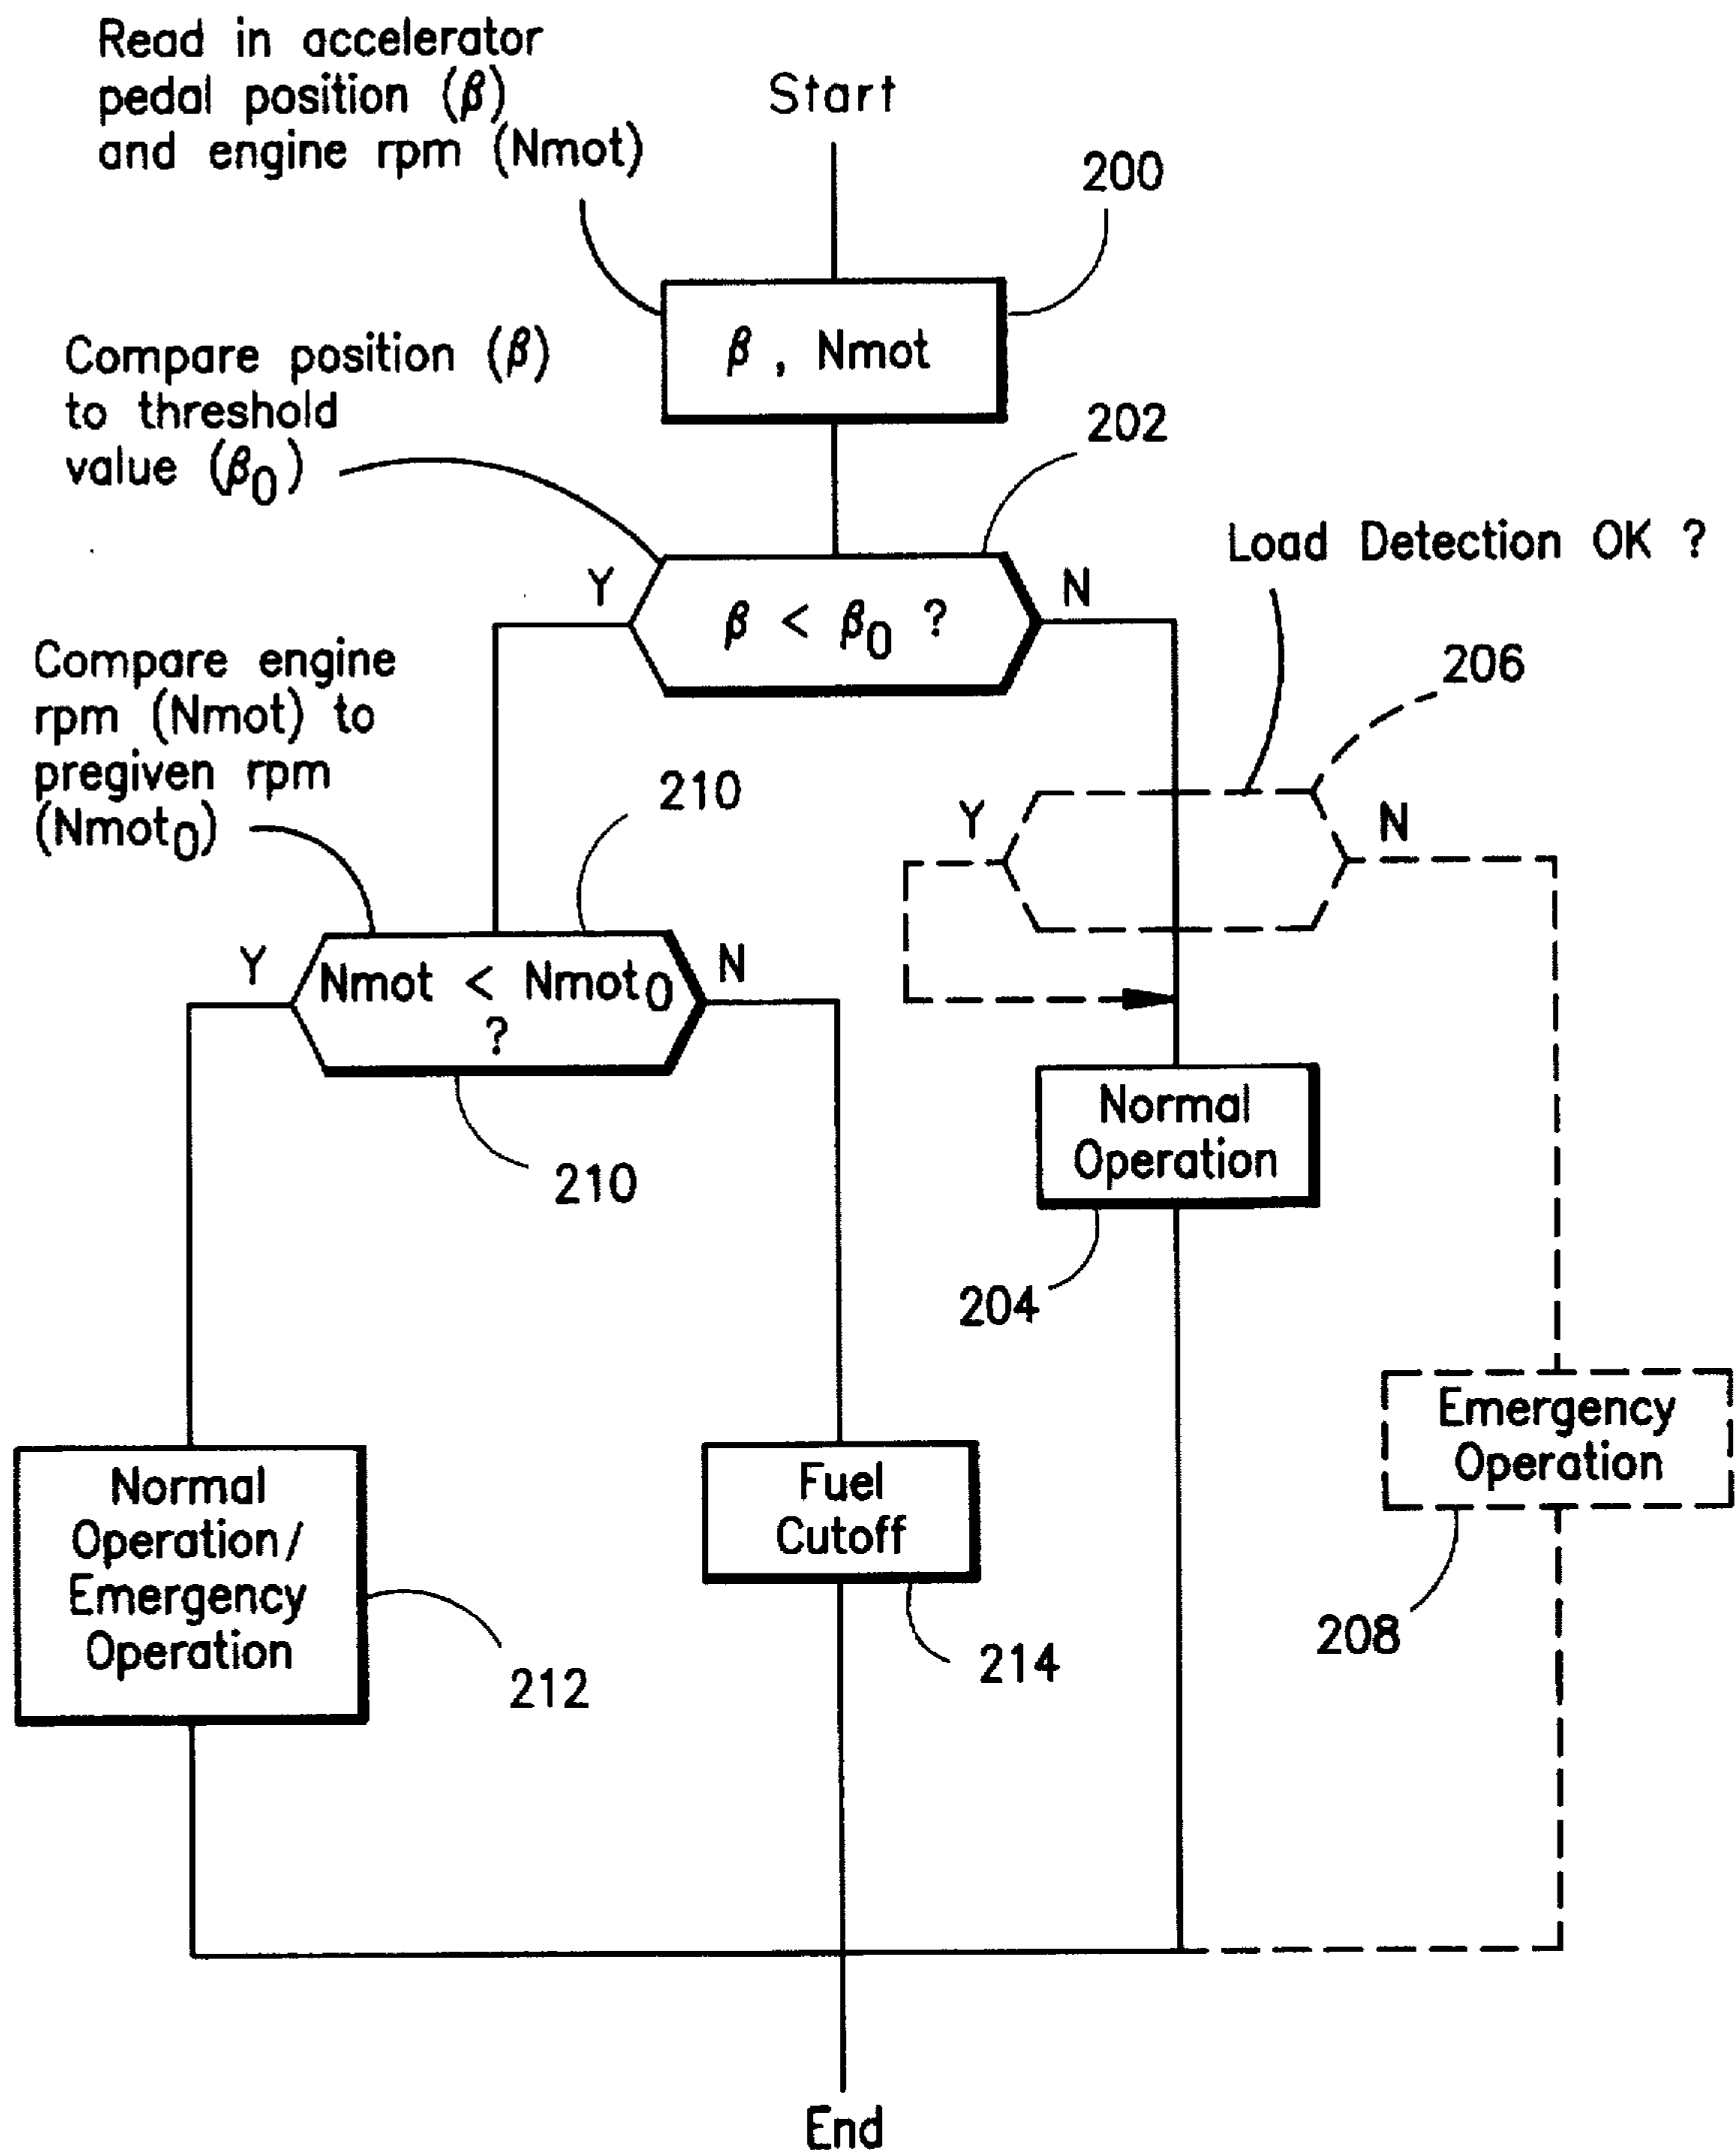 Read in accelerator
pedal position (β)
and engine rpm (Nmot)
Start
200
β , Nmot
Compare position (β)
to threshold
value (β0)
202
Load Detection OK ?
Y
β < β0 ?
N
206
Compare engine
rpm (Nmot) to
pregiven rpm
(Nmot0)
210
Y
N
Y
Nmot < Nmot0
?
N
210
Normal
Operation
204
Emergency
Operation
208
Normal
Operation/
Emergency
Operation
212
Fuel
Cutoff
214
End